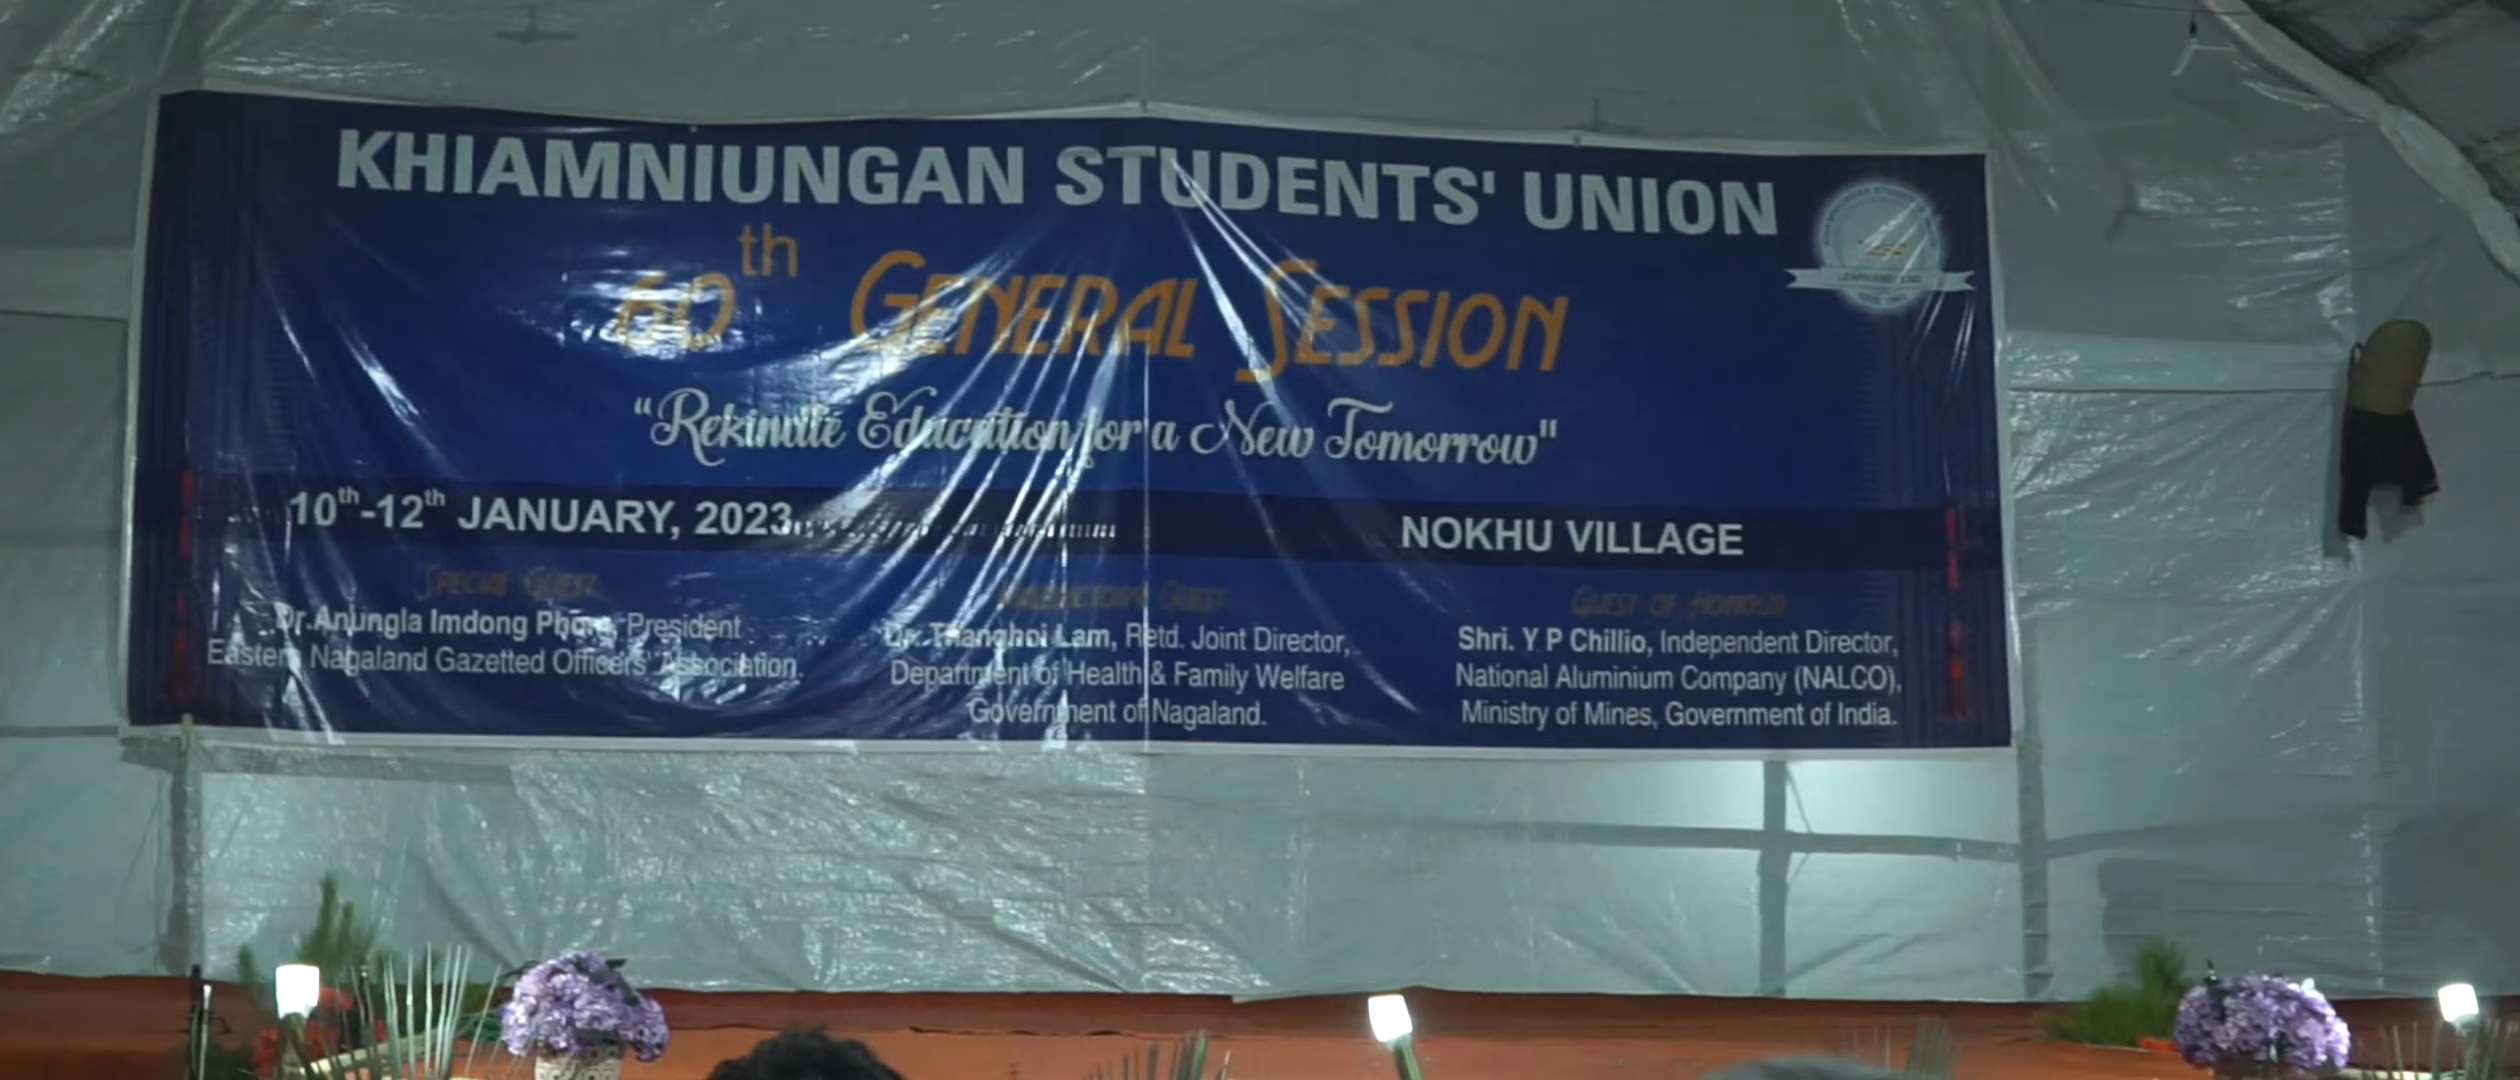 KHIAMNIUNGAN STUDENTS' UNION
60th GENERAL SESSION
"Rekindle Education for a New Tomorrow"
10th-12th JANUARY, 2023
NOKHU VILLAGE
SPECIAL GUEST
Dr.Anungla Imdong Phom, President
Eastern Nagaland Gazetted Officers' Association.
GUEST
Lam, Retd. Joint Director,
Department of Health & Family Welfare
Government of Nagaland.
GUEST OF HONOUR
Shri. Y P Chillio, Independent Director,
National Aluminium Company (NALCO),
Ministry of Mines, Government of India.